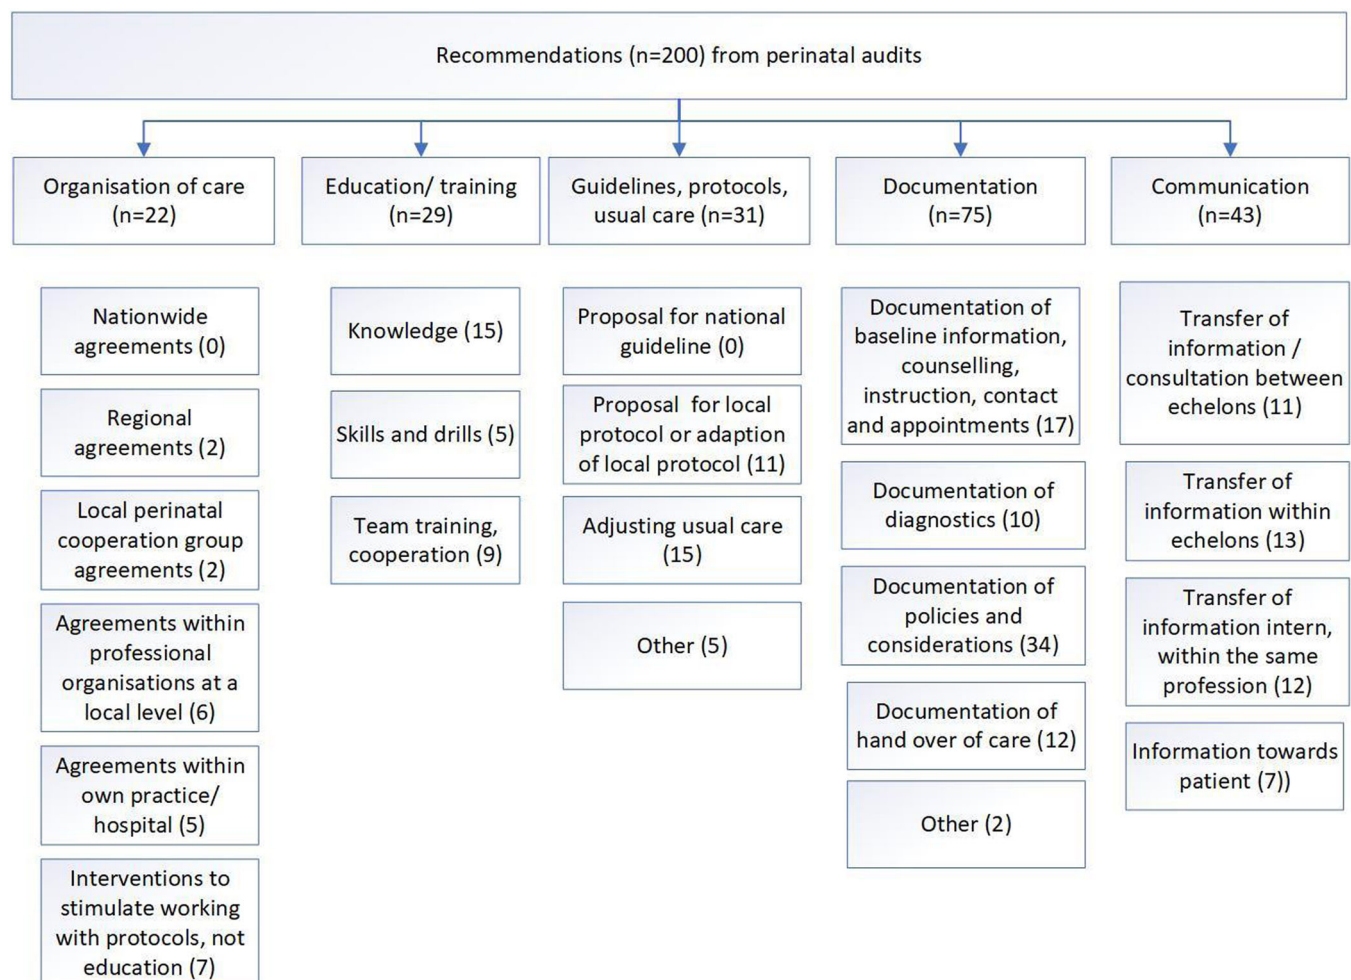 Recommendations (n=200) from perinatal audits
Organisation of care
(n=22)
Education/ training
(n=29)
Guidelines, protocols,
usual care (n=31)
Documentation
(n=75)
Communication
(n=43)
Nationwide
agreements (0)
Regional
agreements (2)
Local perinatal
cooperation group
agreements (2)
Agreements within
professional
organisations at a
local level (6)
Agreements within
own practice/
hospital (5)
Interventions to
stimulate working
with protocols, not
education (7)
Knowledge (15)
Skills and drills (5)
Team training,
cooperation (9)
Proposal for national
guideline (0)
Proposal  for local
protocol or adaption
of local protocol (11)
Adjusting usual care
(15)
Other (5)
Documentation of
baseline information,
counselling,
instruction, contact
and appointments (17)
Documentation of
diagnostics (10)
Documentation of
policies and
considerations (34)
Documentation of
hand over of care (12)
Other (2)
Transfer of
information /
consultation between
echelons (11)
Transfer of
information within
echelons (13)
Transfer of
information intern,
within the same
profession (12)
Information towards
patient (7))